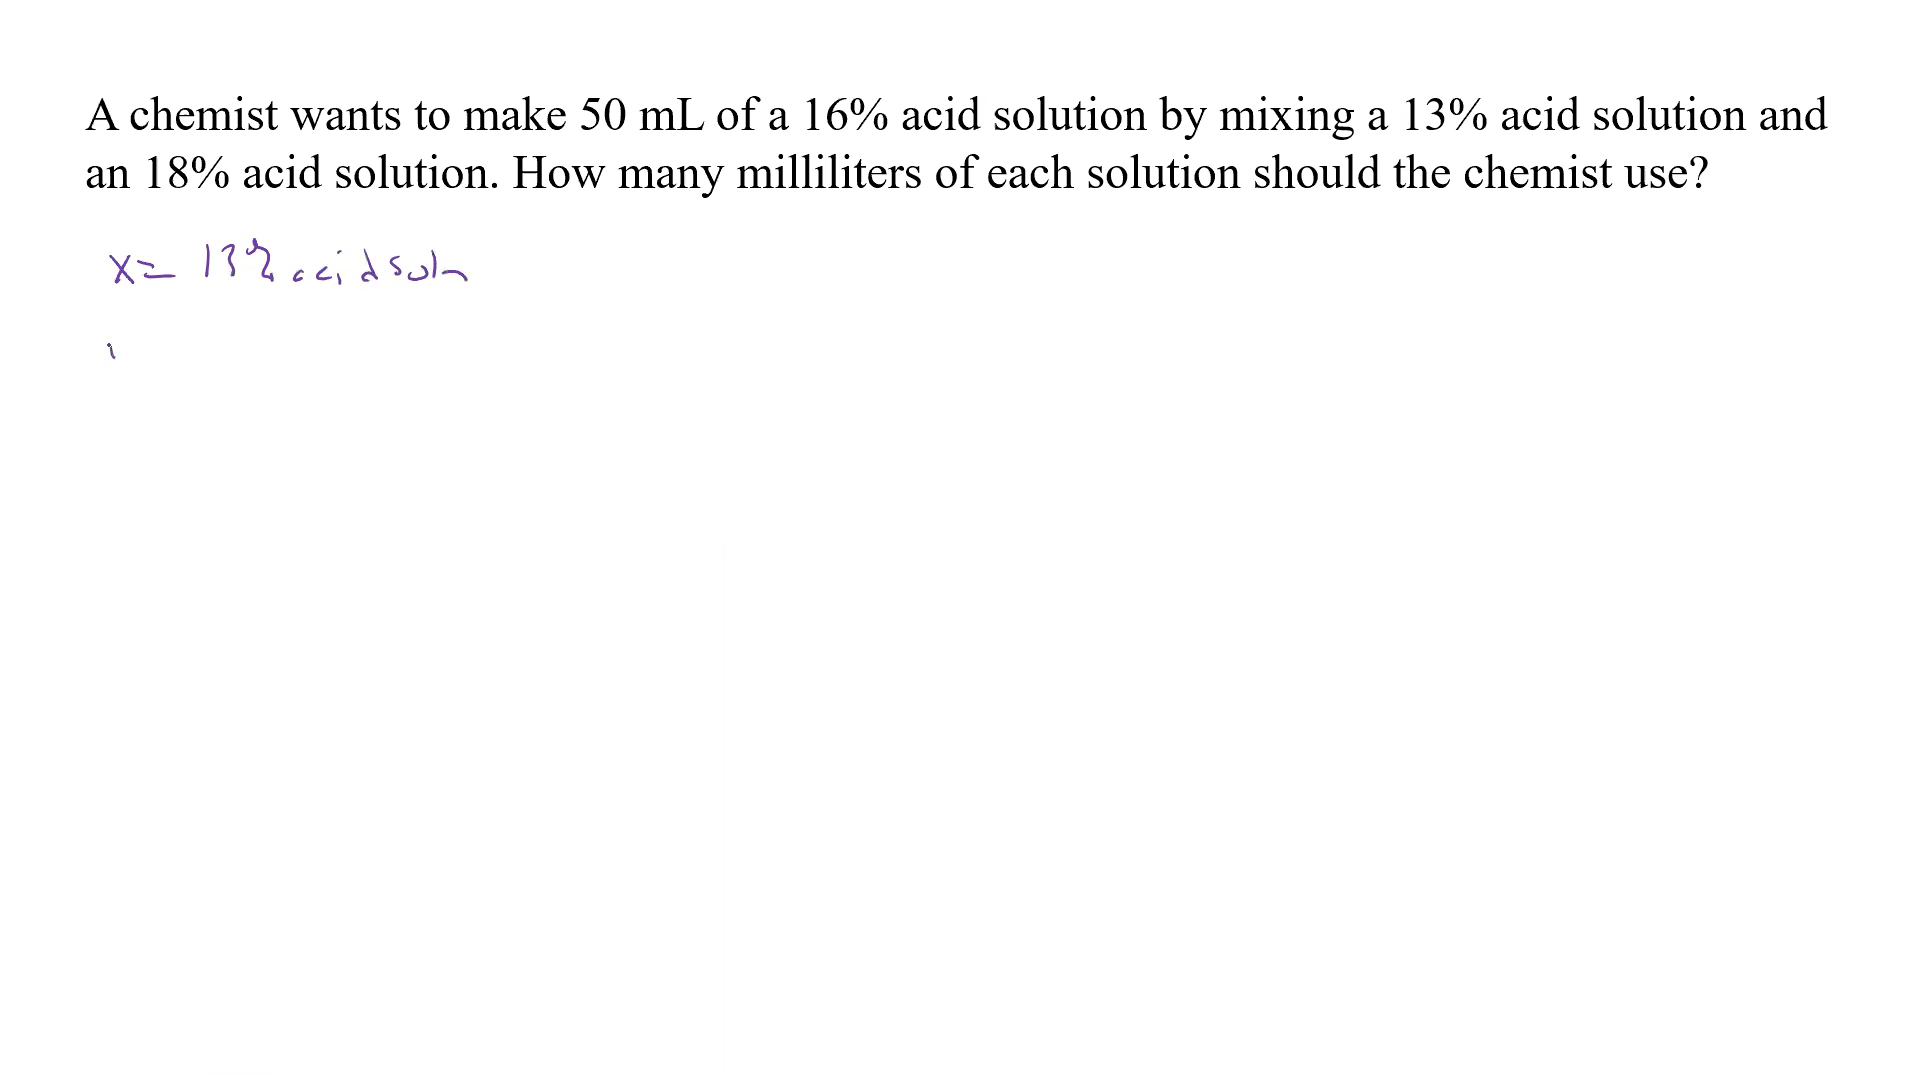 A chemist wants to make 50 mL of a 16% acid solution by mixing a 13% acid solution and
an 18% acid solution. How many milliliters of each solution should the chemist use?
x= 13% acid soln